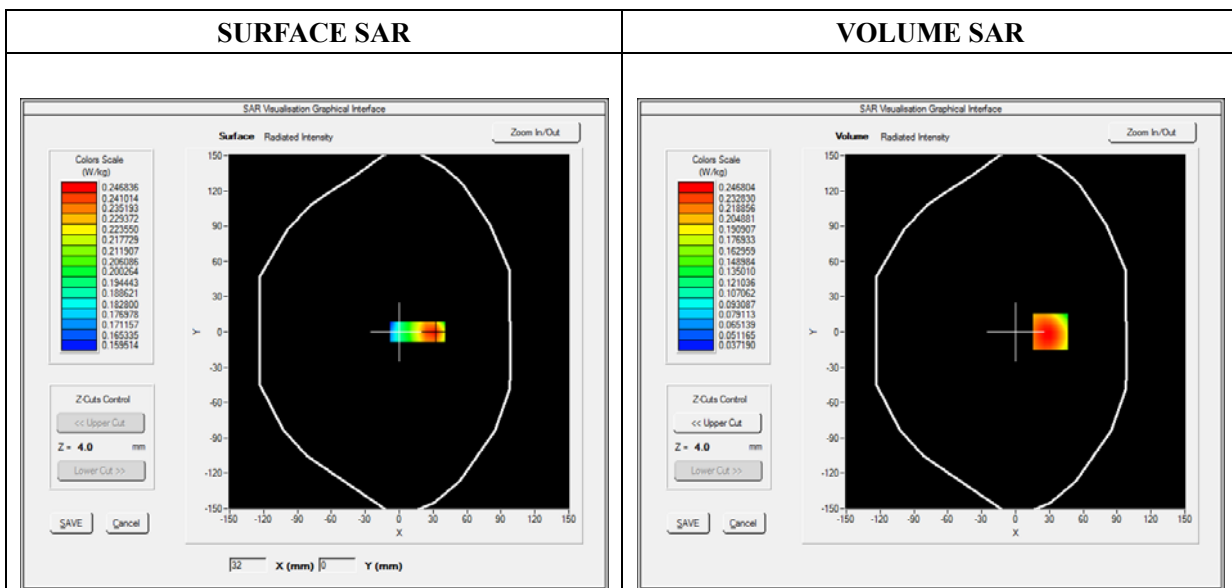 SURFACE SAR
VOLUME SAR
SAR Visualisation Graphical Interface
Surface Radiated Intensity
Zoom In/Out
Colors Scale
(W/kg)
0.246836
0.241014
0.235193
0.229372
0.223550
0.217729
0.211907
0.206086
0.200264
0.194443
0.188621
0.182800
0.176978
0.171157
0.165335
0.159514
150
120
90
60
30
0
-30
-60
-90
-120
-150
Y
-150 -120 -90 -60 -30 0 30 60 90 120 150
X
Z-Cuts Control
<< Upper Cut
Z = 4.0 mm
Lower Cut >>
SAVE Cancel
32 X (mm) 0 Y (mm)
SAR Visualisation Graphical Interface
Volume Radiated Intensity
Zoom In/Out
Colors Scale
(W/kg)
0.246804
0.232830
0.218856
0.204881
0.190907
0.176933
0.162959
0.148984
0.135010
0.121036
0.107062
0.093087
0.079113
0.065139
0.051165
0.037190
150
120
90
60
30
0
-30
-60
-90
-120
-150
Y
-150 -120 -90 -60 -30 0 30 60 90 120 150
X
Z-Cuts Control
<< Upper Cut
Z = 4.0 mm
Lower Cut >>
SAVE Cancel